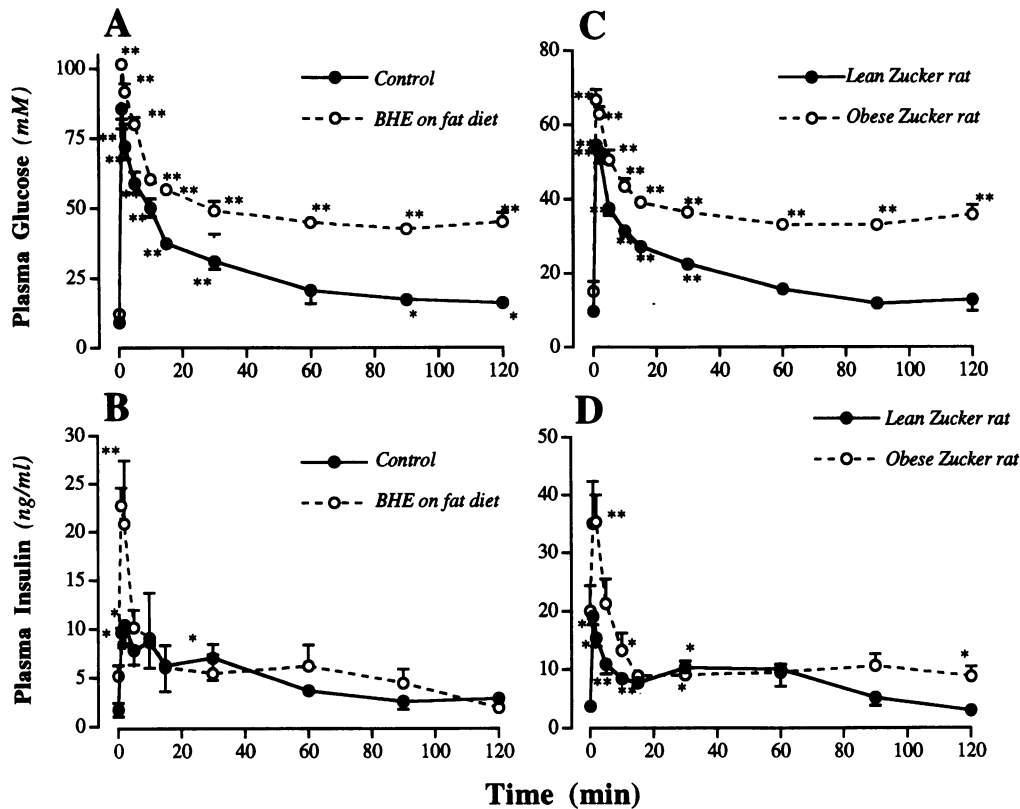 A
Plasma Glucose (mM)
100
75
50
25
0
** ** **
** ** ** ** ** ** **
** ** ** ** ** * *
Control
BHE on fat diet
0 20 40 60 80 100 120
C
80
60
40
20
0
** ** ** ** ** ** ** ** ** **
** ** * ** ** **
Lean Zucker rat
Obese Zucker rat
0 20 40 60 80 100 120
B
Plasma Insulin (ng/ml)
30
25
20
15
10
5
0
**
* * *
Control
BHE on fat diet
0 20 40 60 80 100 120
D
50
40
30
20
10
0
**
* * * * *
** ** *
Lean Zucker rat
Obese Zucker rat
0 20 40 60 80 100 120
Time (min)